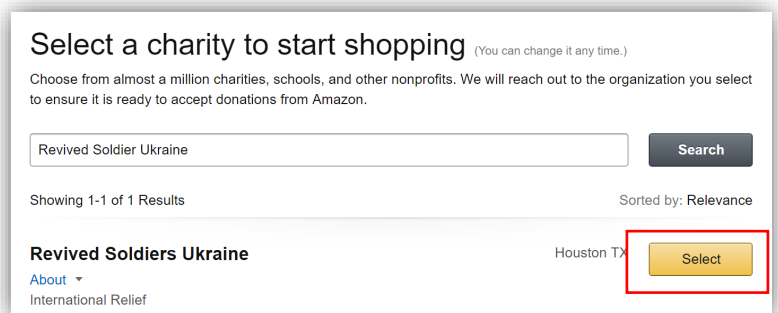 Select a charity to start shopping (You can change it any time.)
Choose from almost a million charities, schools, and other nonprofits. We will reach out to the organization you select
to ensure it is ready to accept donations from Amazon.
Revived Soldier Ukraine Search
Showing 1-1 of 1 Results Sorted by: Relevance
Revived Soldiers Ukraine Houston TX Select
About
International Relief